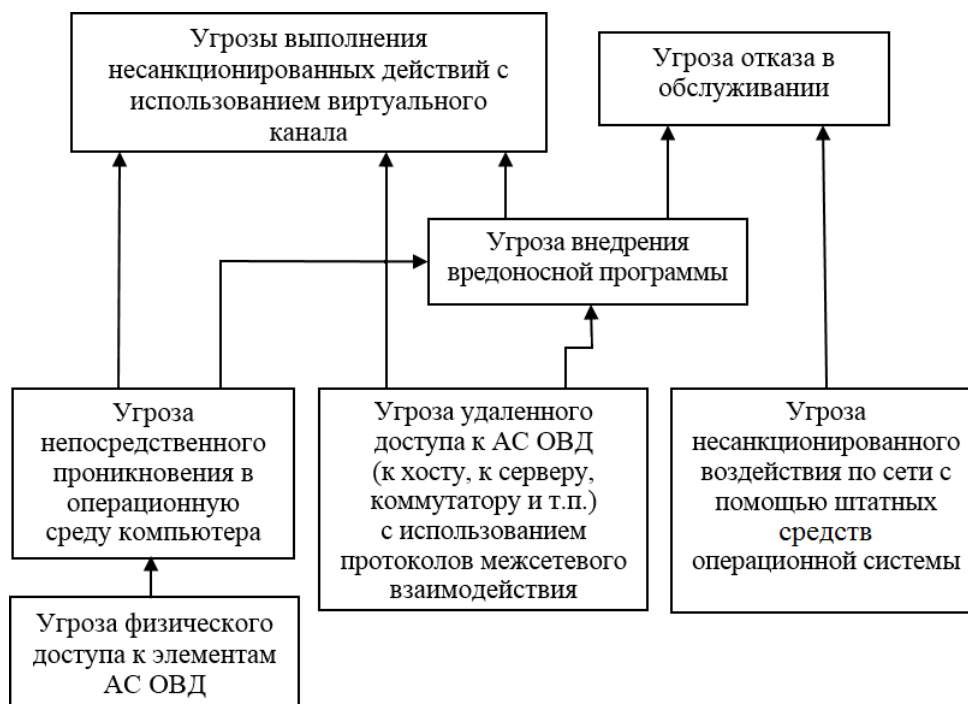 Угрозы выполнения
несанкционированных действий с
использованием виртуального
канала
Угроза отказа в
обслуживании
Угроза внедрения
вредоносной программы
Угроза
непосредственного
проникновения в
операционную
среду компьютера
Угроза удаленного
доступа к АС ОВД
(к хосту, к серверу,
коммутатору и т.п.)
с использованием
протоколов межсетевого
взаимодействия
Угроза
несанкционированного
воздействия по сети с
помощью штатных
средств
операционной системы
Угроза физического
доступа к элементам
АС ОВД